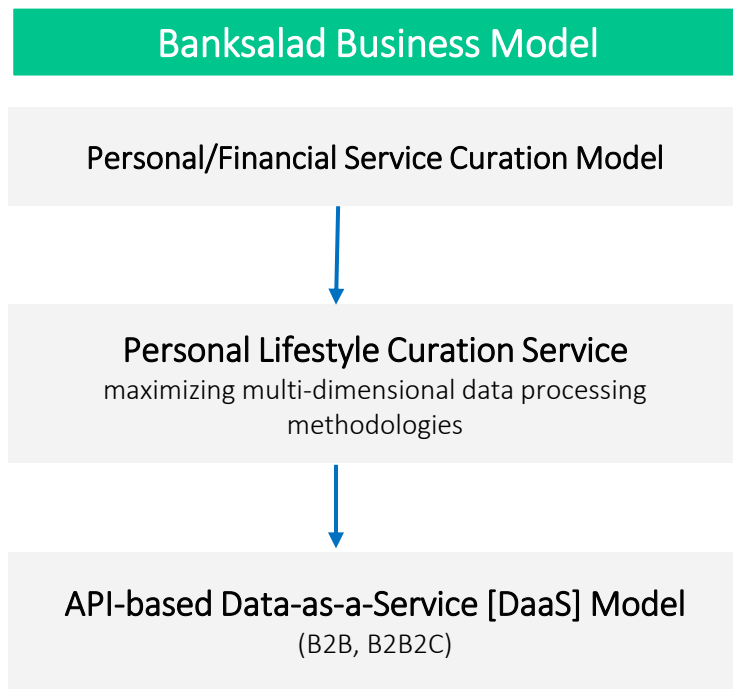 Banksalad Business Model
Personal/Financial Service Curation Model
Personal Lifestyle Curation Service
maximizing multi-dimensional data processing
methodologies
API-based Data-as-a-Service [DaaS] Model
(B2B, B2B2C)